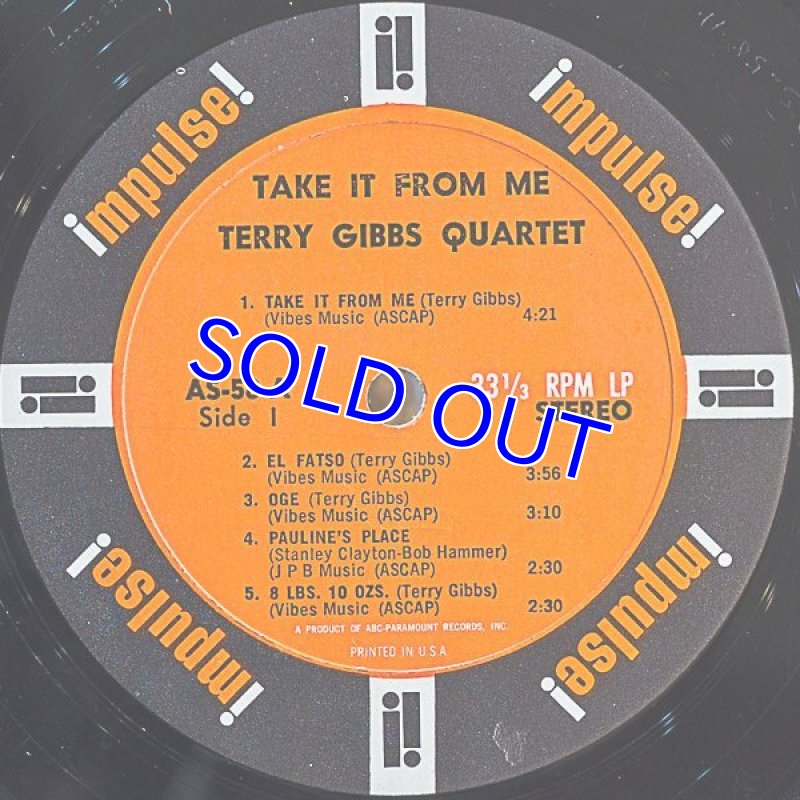 impulse!
impulse!
TAKE IT FROM ME
TERRY GIBBS QUARTET
1. TAKE IT FROM ME (Terry Gibbs)
(Vibes Music (ASCAP) 4:21
SOLD OUT
33⅓ RPM LP
Side 1 STEREO
2. EL FATSO (Terry Gibbs)
(Vibes Music (ASCAP) 3:56
3. OGE (Terry Gibbs)
(Vibes Music (ASCAP) 3:10
4. PAULINE'S PLACE
(Stanley Clayton-Bob Hammer)
(J P B Music (ASCAP) 2:30
5. 8 LBS. 10 OZS. (Terry Gibbs)
(Vibes Music (ASCAP) 2:30
A PRODUCT OF ABC-PARAMOUNT RECORDS, INC.
PRINTED IN U.S.A.
impulse!
impulse!